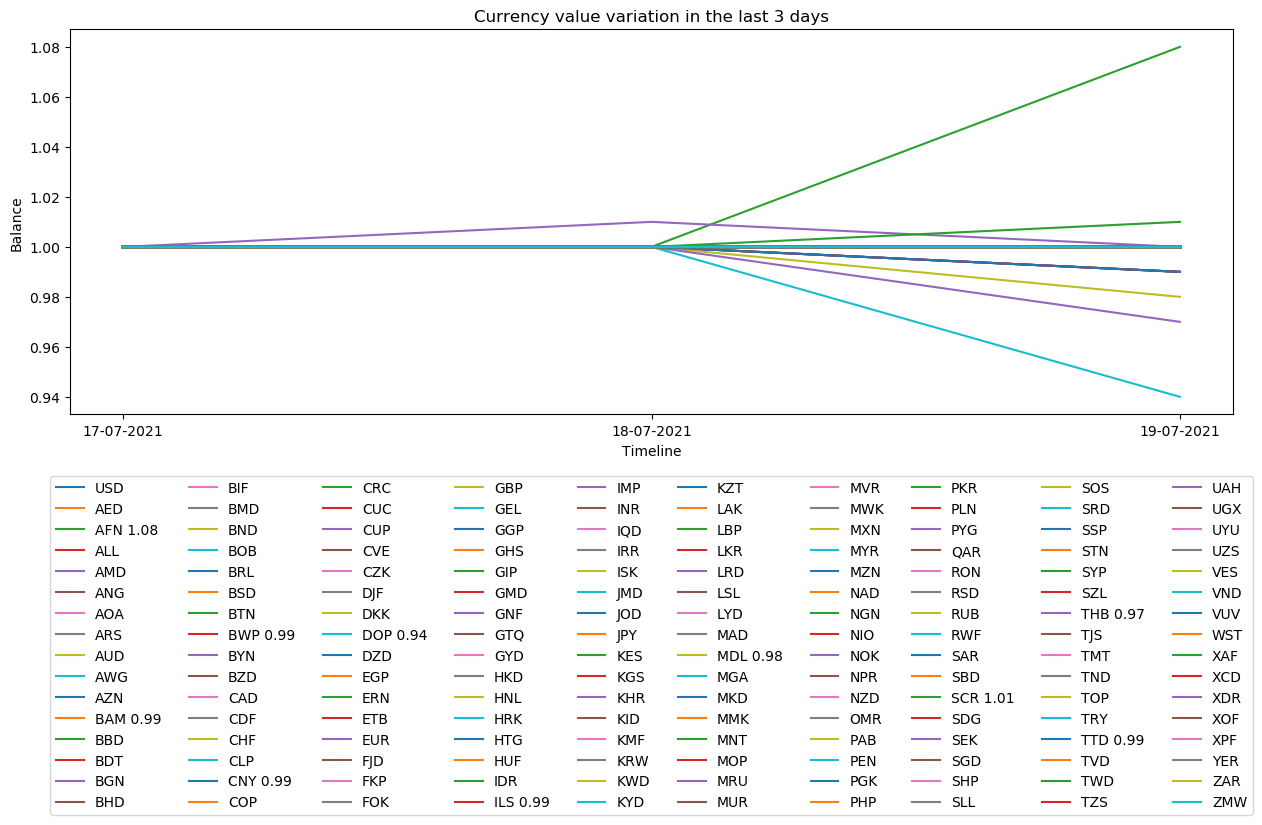 Currency value variation in the last 3 days
1.08
1.06
1.04
1.02
1.00
0.98
0.96
0.94
Balance
17-07-2021 18-07-2021 19-07-2021
Timeline
USD BIF CRC GBP IMP KZT MVR PKR SOS UAH
AED BMD CUC GEL INR LAK MWK PLN SRD UGX
AFN 1.08 BND CUP GGP IQD LBP MXN PYG SSP UYU
ALL BOB CVE GHS IRR LKR MYR QAR STN UZS
AMD BRL CZK GIP ISK LRD MZN RON SYP VES
ANG BSD DJF GMD JMD LSL NAD RSD SZL VND
AOA BTN DKK GNF JOD LYD NGN RUB THB 0.97 VUV
ARS BWP 0.99 DOP 0.94 GTQ JPY MAD NIO RWF TJS WST
AUD BYN DZD GYD KES MDL 0.98 NOK SAR TMT XAF
AWG BZD EGP HKD KGS MGA NPR SBD TND XCD
AZN CAD ERN HNL KHR MKD NZD SCR 1.01 TOP XDR
BAM 0.99 CDF ETB HRK KID MMK OMR SDG TRY XOF
BBD CHF EUR HTG KMF MNT PAB SEK TTD 0.99 XPF
BDT CLP FJD HUF KRW MOP PEN SGD TVD YER
BGN CNY 0.99 FKP IDR KWD MRU PGK SHP TWD ZAR
BHD COP FOK ILS 0.99 KYD MUR PHP SLL TZS ZMW